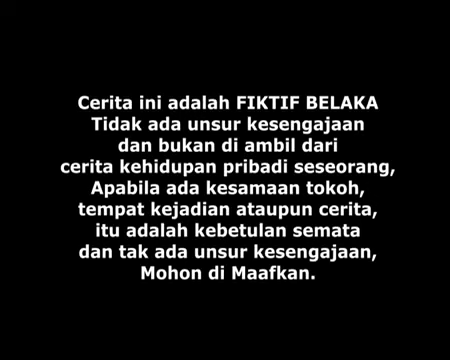 Cerita ini adalah FIKTIF BELAKA
Tidak ada unsur kesengajaan
dan bukan di ambil dari
cerita kehidupan pribadi seseorang,
Apabila ada kesamaan tokoh,
tempat kejadian ataupun cerita,
itu adalah kebetulan semata
dan tak ada unsur kesengajaan,
Mohon di Maafkan.